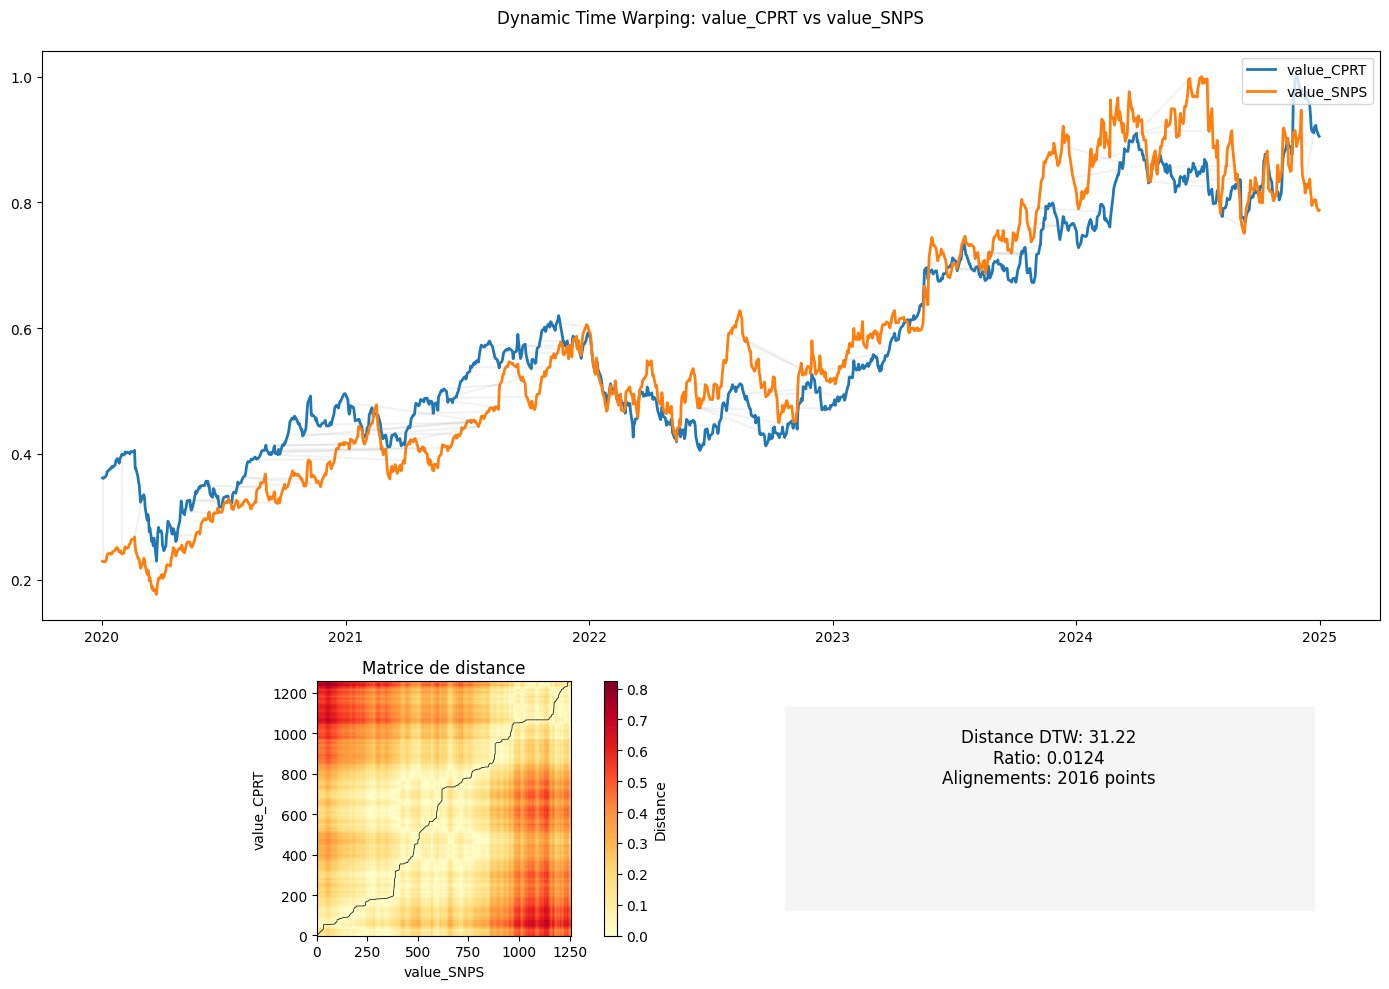 Dynamic Time Warping: value_CPRT vs value_SNPS
value_CPRT
value_SNPS
1.0
0.8
0.6
0.4
0.2
2020 2021 2022 2023 2024 2025
Matrice de distance
value_CPRT
1200
1000
800
600
400
200
0
0 250 500 750 1000 1250
value_SNPS
0.8
0.7
0.6
0.5
0.4
0.3
0.2
0.1
0.0
Distance
Distance DTW: 31.22
Ratio: 0.0124
Alignements: 2016 points